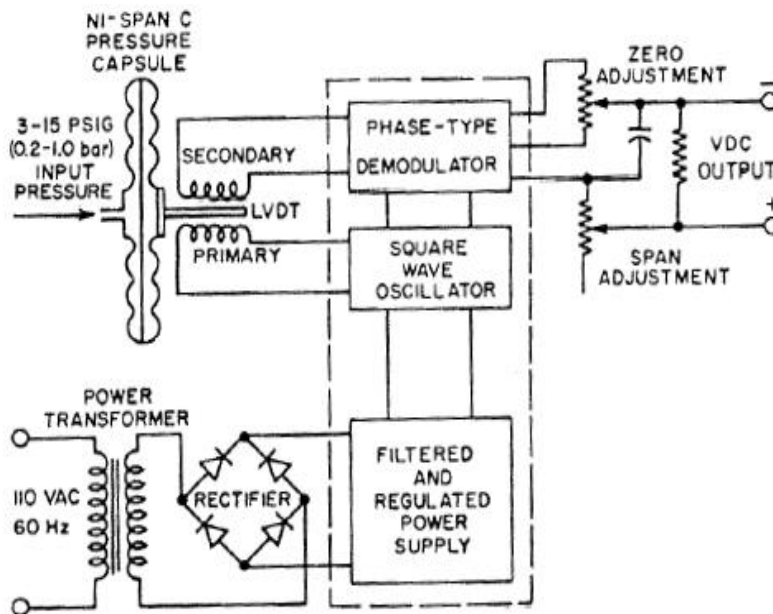 NI-SPAN C
PRESSURE
CAPSULE
3-15 PSIG
(0.2-1.0 bar)
INPUT
PRESSURE
SECONDARY
LVDT
PRIMARY
PHASE-TYPE
DEMODULATOR
SQUARE
WAVE
OSCILLATOR
ZERO
ADJUSTMENT
−
VDC
OUTPUT
+
SPAN
ADJUSTMENT
POWER
TRANSFORMER
110 VAC
60 Hz
RECTIFIER
FILTERED
AND
REGULATED
POWER
SUPPLY